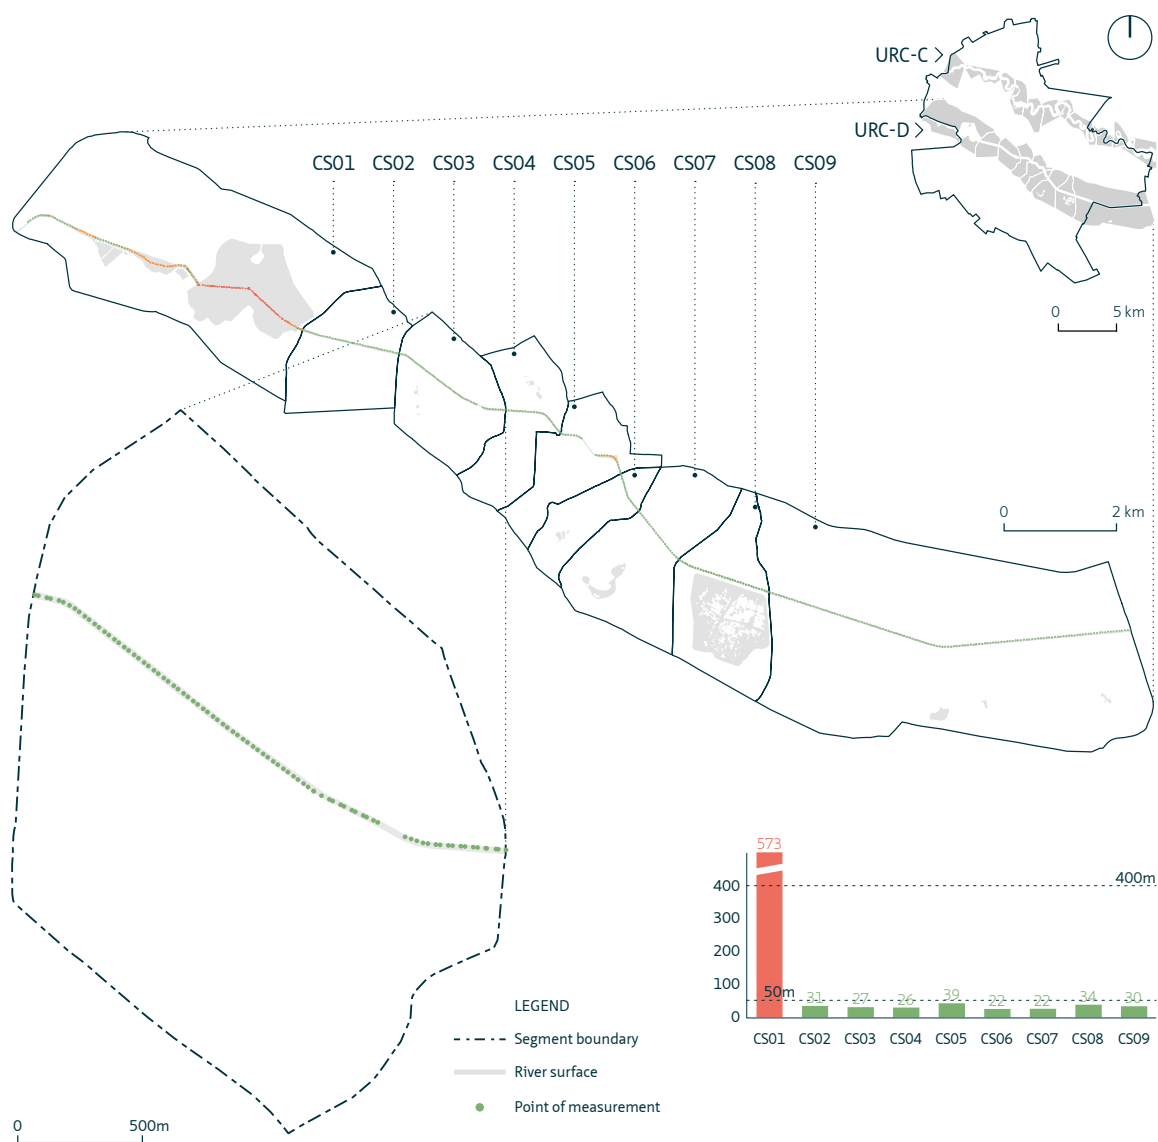 URC-C
URC-D
CS01 CS02 CS03 CS04 CS05 CS06 CS07 CS08 CS09
0 5 km
0 2 km
573
400 400m
300
200
100
50m 31 27 26 39 22 22 34 30
0
CS01 CS02 CS03 CS04 CS05 CS06 CS07 CS08 CS09
LEGEND
Segment boundary
River surface
Point of measurement
0 500m